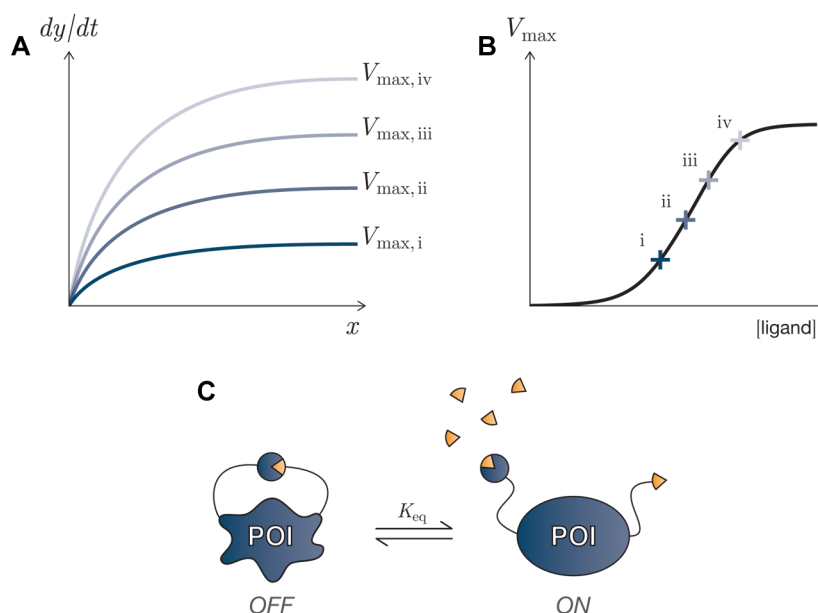 A
dy/dt
V_max, iv
V_max, iii
V_max, ii
V_max, i
x
B
V_max
iv
iii
ii
i
[ligand]
C
POI
OFF
K_eq
POI
ON